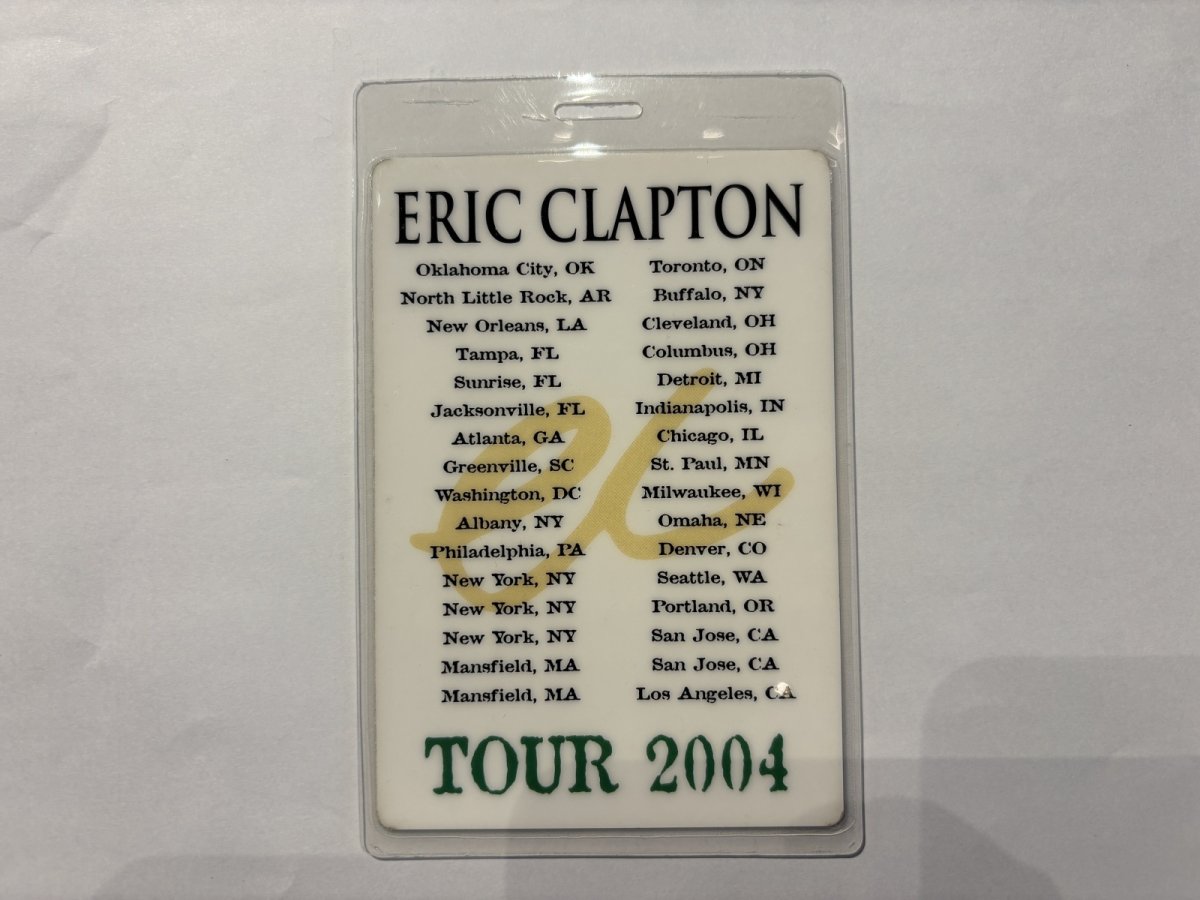 ERIC CLAPTON
Oklahoma City, OK
North Little Rock, AR
New Orleans, LA
Tampa, FL
Sunrise, FL
Jacksonville, FL
Atlanta, GA
Greenville, SC
Washington, DC
Albany, NY
Philadelphia, PA
New York, NY
New York, NY
New York, NY
Mansfield, MA
Mansfield, MA
Toronto, ON
Buffalo, NY
Cleveland, OH
Columbus, OH
Detroit, MI
Indianapolis, IN
Chicago, IL
St. Paul, MN
Milwaukee, WI
Omaha, NE
Denver, CO
Seattle, WA
Portland, OR
San Jose, CA
San Jose, CA
Los Angeles, CA
ec
TOUR 2004